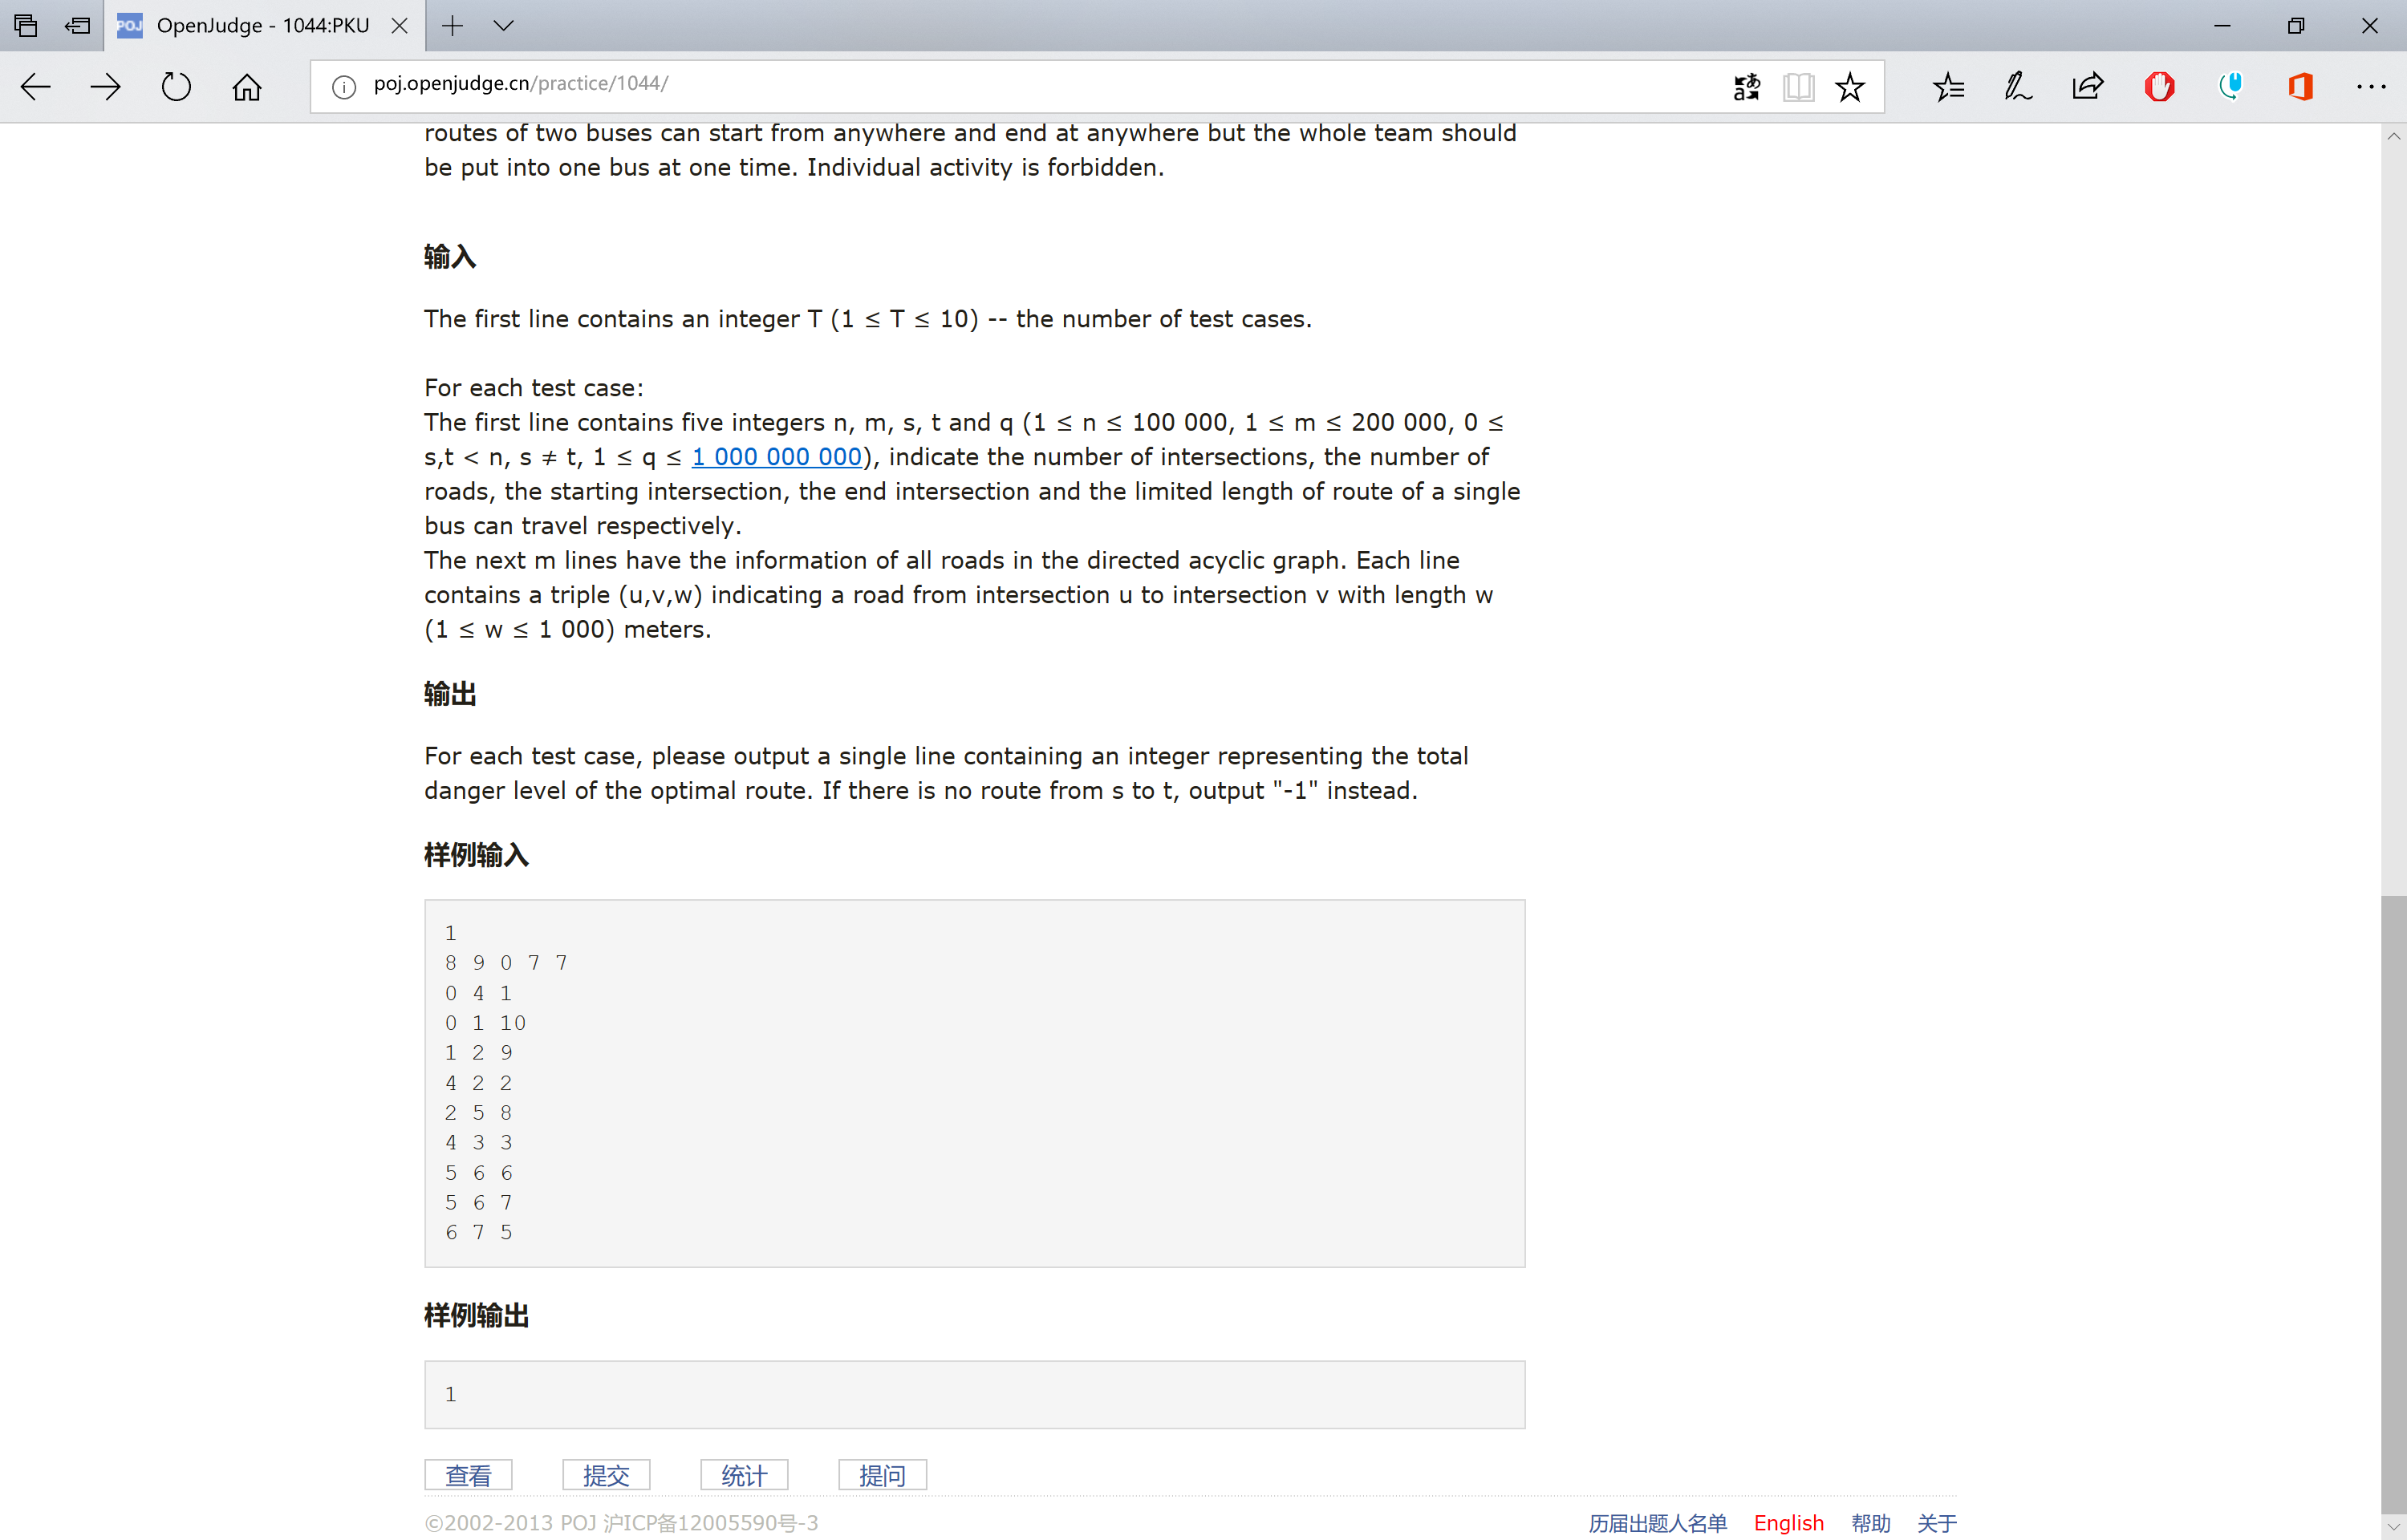 OpenJudge - 1044:PKU
poj.openjudge.cn/practice/1044/
routes of two buses can start from anywhere and end at anywhere but the whole team should
be put into one bus at one time. Individual activity is forbidden.
输入
The first line contains an integer T (1 ≤ T ≤ 10) -- the number of test cases.
For each test case:
The first line contains five integers n, m, s, t and q (1 ≤ n ≤ 100 000, 1 ≤ m ≤ 200 000, 0 ≤
s,t < n, s ≠ t, 1 ≤ q ≤ 1 000 000 000), indicate the number of intersections, the number of
roads, the starting intersection, the end intersection and the limited length of route of a single
bus can travel respectively.
The next m lines have the information of all roads in the directed acyclic graph. Each line
contains a triple (u,v,w) indicating a road from intersection u to intersection v with length w
(1 ≤ w ≤ 1 000) meters.
输出
For each test case, please output a single line containing an integer representing the total
danger level of the optimal route. If there is no route from s to t, output "-1" instead.
样例输入
1
8 9 0 7 7
0 4 1
0 1 10
1 2 9
4 2 2
2 5 8
4 3 3
5 6 6
5 6 7
6 7 5
样例输出
1
查看 提交 统计 提问
©2002-2013 POJ 沪ICP备12005590号-3 历届出题人名单 English 帮助 关于